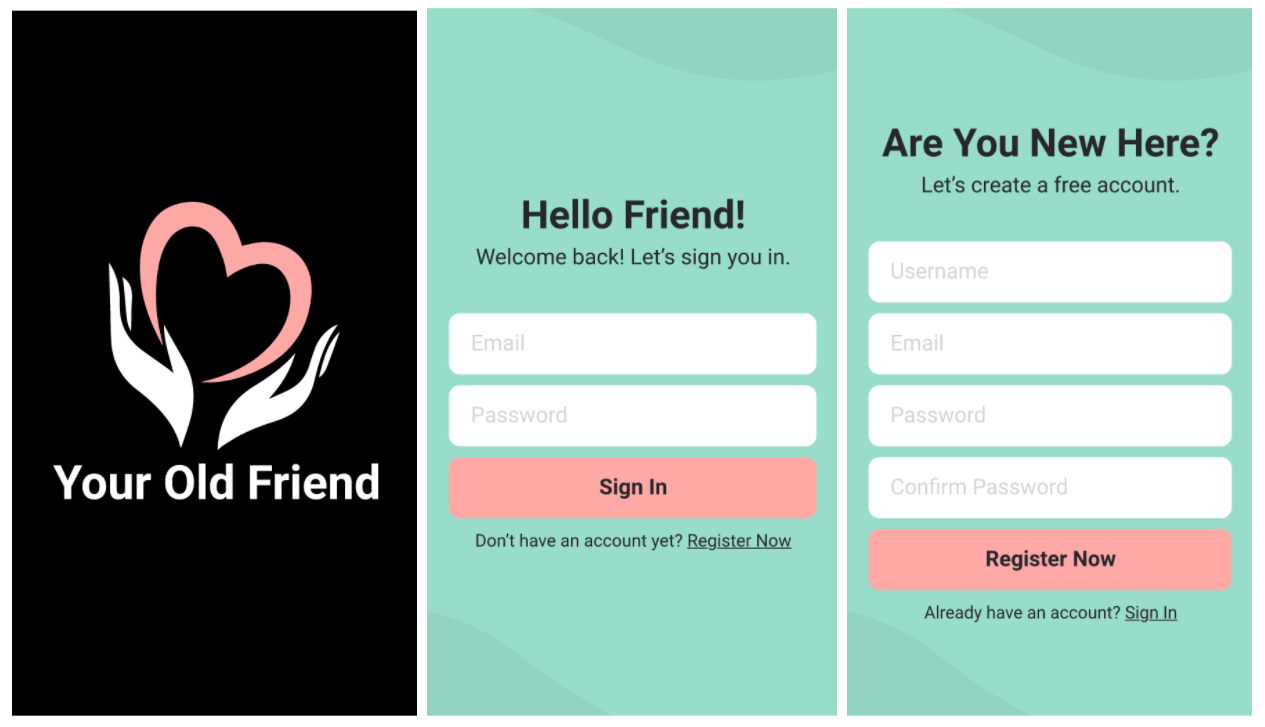 Your Old Friend
Hello Friend!
Welcome back! Let’s sign you in.
Email
Password
Sign In
Don’t have an account yet? Register Now
Are You New Here?
Let’s create a free account.
Username
Email
Password
Confirm Password
Register Now
Already have an account? Sign In